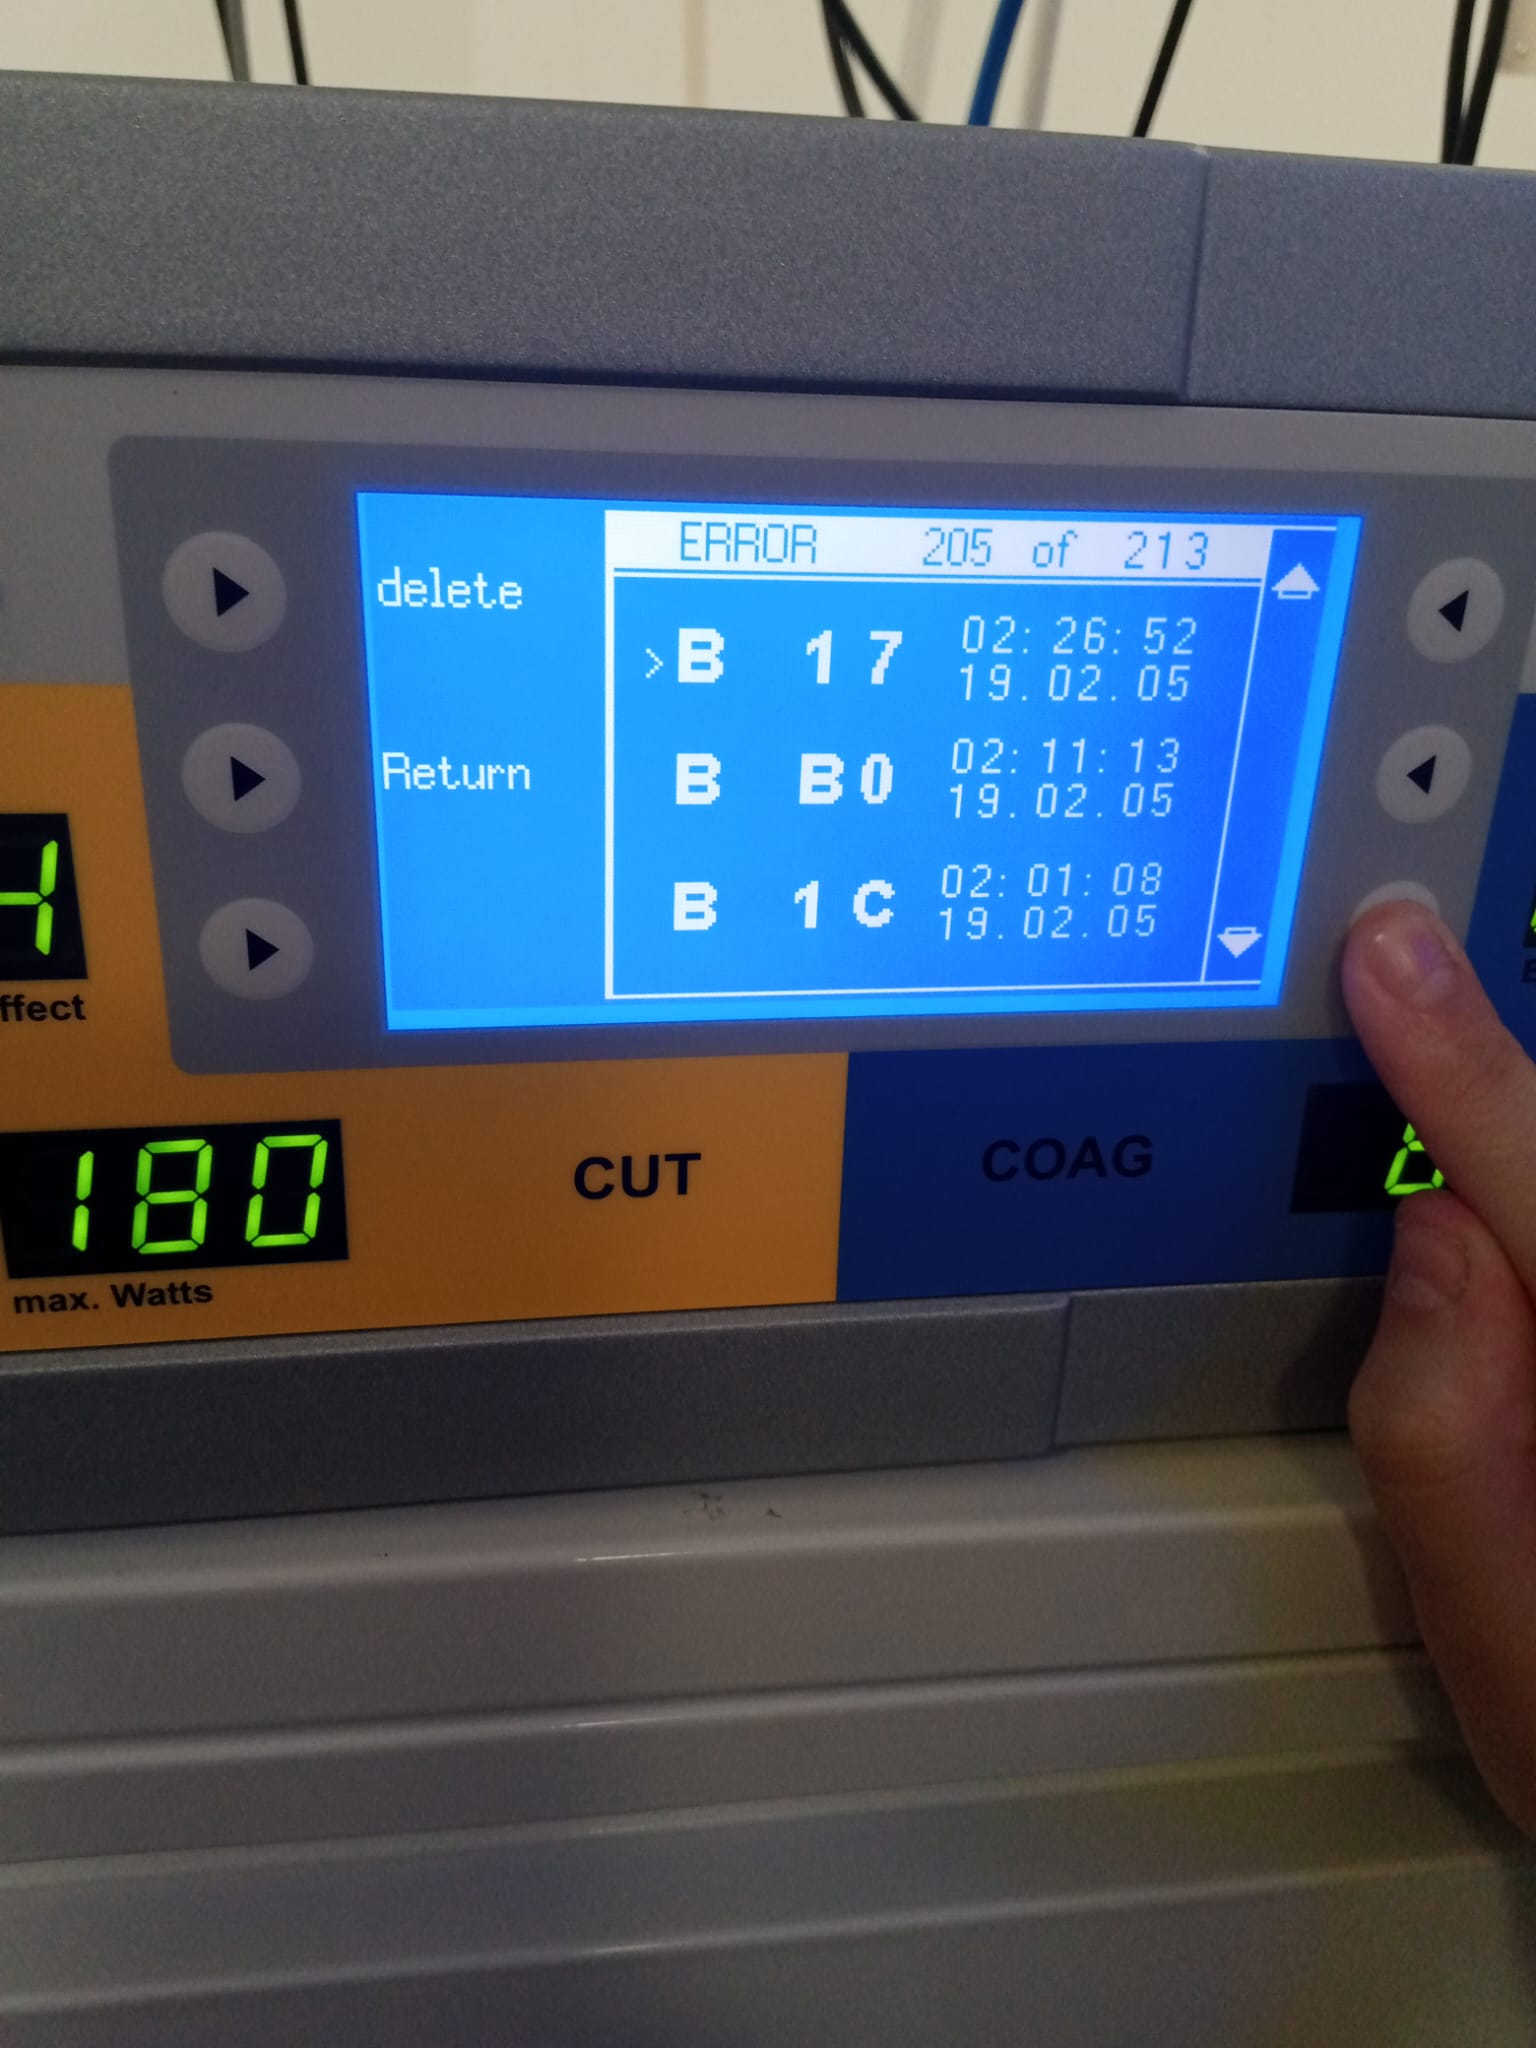 ERROR 205 of 213
delete
>B 17 02:26:52
19.02.05
Return
B B0 02:11:13
19.02.05
B 1C 02:01:08
19.02.05
ffect
180
max. Watts
CUT
COAG